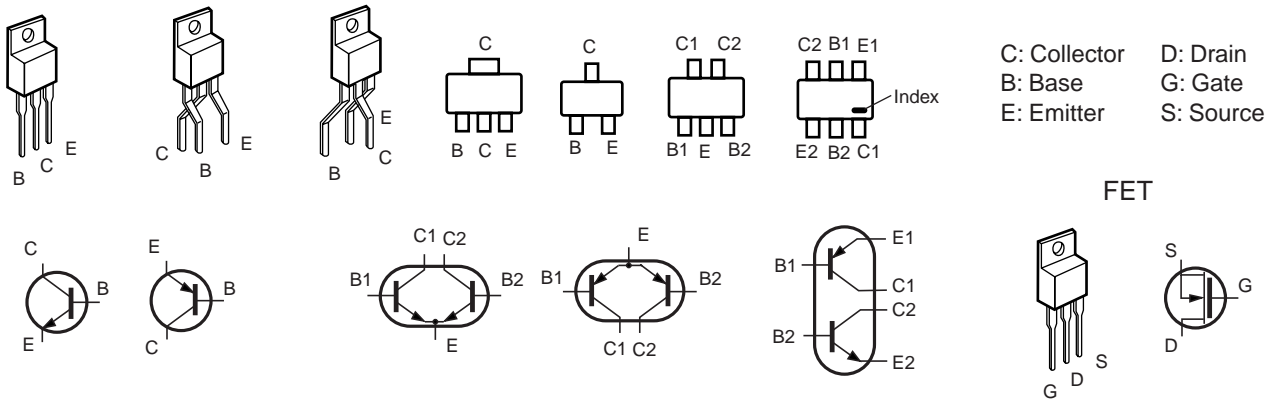 B C E
C B E
B E C
C
B C E
C
B E
C1 C2
B1 E B2
C2 B1 E1
Index
E2 B2 C1
C: Collector D: Drain
B: Base G: Gate
E: Emitter S: Source
FET
C
B
E
E
B
C
C1 C2
B1 B2
E
E
B1 B2
C1 C2
E1
B1
C1
C2
B2
E2
G D S
S
G
D